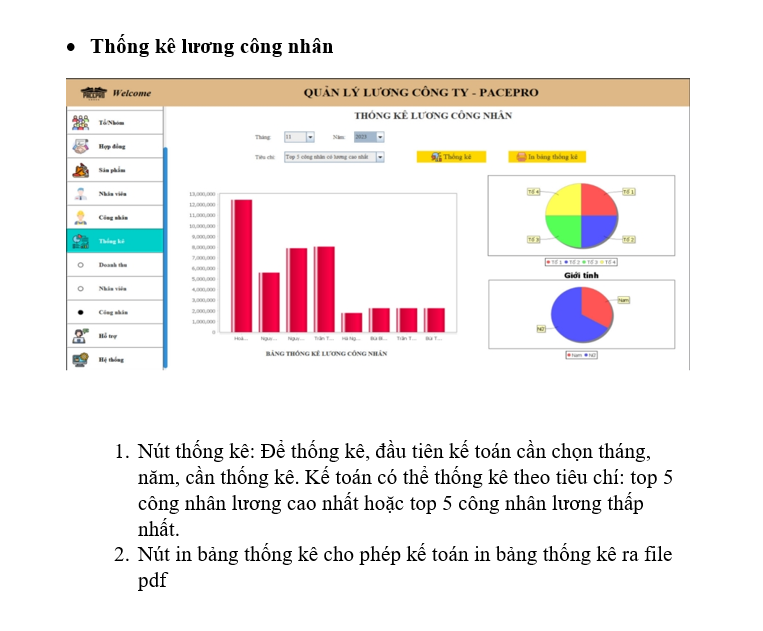 • Thống kê lương công nhân
PACEPRO Welcome
QUẢN LÝ LƯƠNG CÔNG TY - PACEPRO
THỐNG KÊ LƯƠNG CÔNG NHÂN
Tổ/Nhóm
Hợp đồng
Sản phẩm
Nhân viên
Công nhân
Thống kê
Doanh thu
Nhân viên
Công nhân
Hỗ trợ
Hệ thống
Tháng: 11 Năm: 2023
Tiêu chí: Top 5 công nhân có lương cao nhất
Thống kê
In bảng thống kê
13,000,000
12,000,000
11,000,000
10,000,000
9,000,000
8,000,000
7,000,000
6,000,000
5,000,000
4,000,000
3,000,000
2,000,000
1,000,000
0
Hoà... Nguy... Nguy... Trần T... Hà Ng... Bùi Đ... Trần T... Bùi T...
BẢNG THỐNG KÊ LƯƠNG CÔNG NHÂN
Tổ 4 Tổ 1
Tổ 3 Tổ 2
Tổ 1 Tổ 2 Tổ 3 Tổ 4
Giới tính
Nam
Nữ
Nam Nữ
1. Nút thống kê: Để thống kê, đầu tiên kế toán cần chọn tháng,
năm, cần thống kê. Kế toán có thể thống kê theo tiêu chí: top 5
công nhân lương cao nhất hoặc top 5 công nhân lương thấp
nhất.
2. Nút in bảng thống kê cho phép kế toán in bảng thống kê ra file
pdf